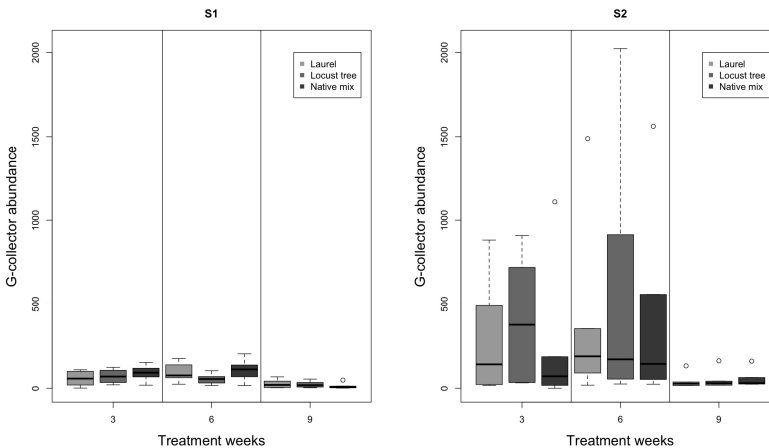 S1
G-collector abundance
2000
1500
1000
500
0
Laurel
Locust tree
Native mix
3 6 9
Treatment weeks
S2
G-collector abundance
2000
1500
1000
500
0
Laurel
Locust tree
Native mix
3 6 9
Treatment weeks